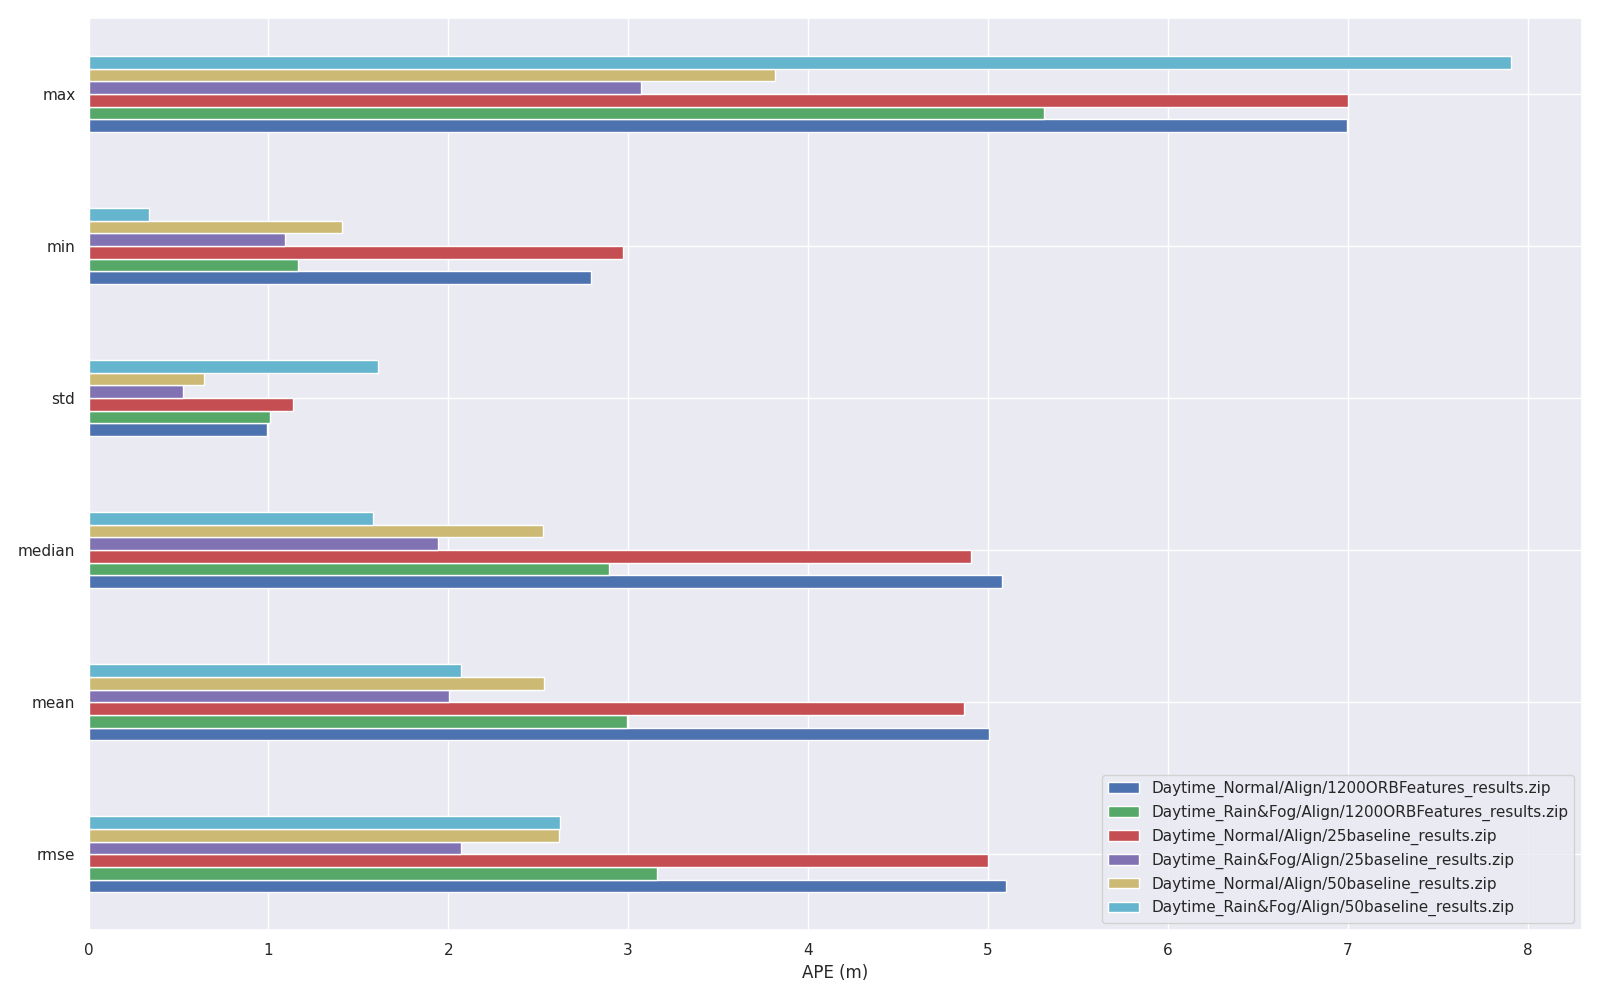 max
min
std
median
mean
rmse
Daytime_Normal/Align/1200ORBFeatures_results.zip
Daytime_Rain&Fog/Align/1200ORBFeatures_results.zip
Daytime_Normal/Align/25baseline_results.zip
Daytime_Rain&Fog/Align/25baseline_results.zip
Daytime_Normal/Align/50baseline_results.zip
Daytime_Rain&Fog/Align/50baseline_results.zip
0 1 2 3 4 5 6 7 8
APE (m)